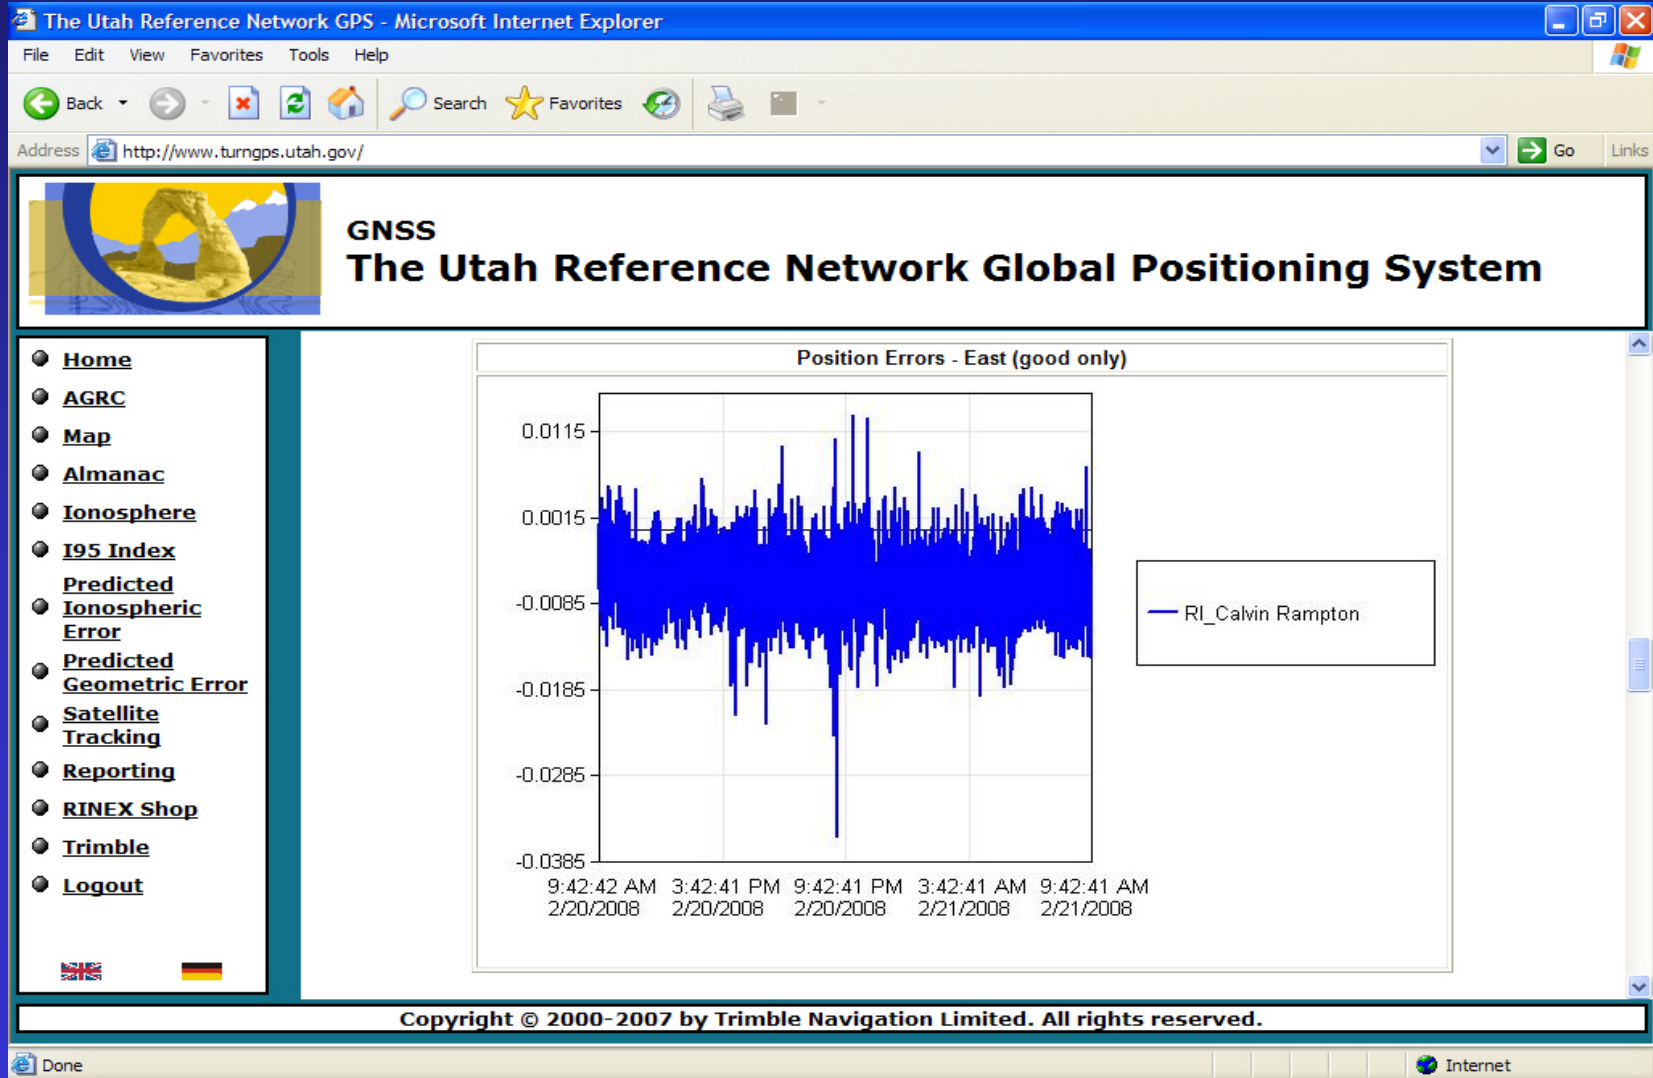 The Utah Reference Network GPS - Microsoft Internet Explorer
File Edit View Favorites Tools Help
Back Search Favorites
Address http://www.turngps.utah.gov/ Go Links
GNSS
The Utah Reference Network Global Positioning System
Home
AGRC
Map
Almanac
Ionosphere
I95 Index
Predicted
Ionospheric
Error
Predicted
Geometric Error
Satellite
Tracking
Reporting
RINEX Shop
Trimble
Logout
Position Errors - East (good only)
0.0115
0.0015
-0.0085
-0.0185
-0.0285
-0.0385
9:42:42 AM 3:42:41 PM 9:42:41 PM 3:42:41 AM 9:42:41 AM
2/20/2008 2/20/2008 2/20/2008 2/21/2008 2/21/2008
RI_Calvin Rampton
Copyright © 2000-2007 by Trimble Navigation Limited. All rights reserved.
Done Internet